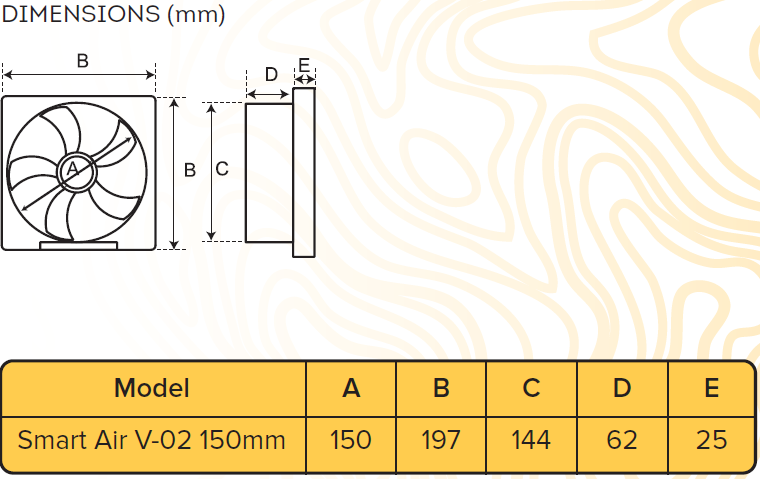 DIMENSIONS (mm)
B
D
E
A
B
C
Model A B C D E
Smart Air V-02 150mm 150 197 144 62 25